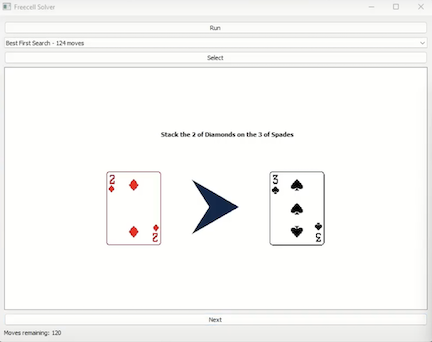 Freecell Solver
Run
Best First Search - 124 moves
Select
Stack the 2 of Diamonds on the 3 of Spades
2
3
2
3
Next
Moves remaining: 120